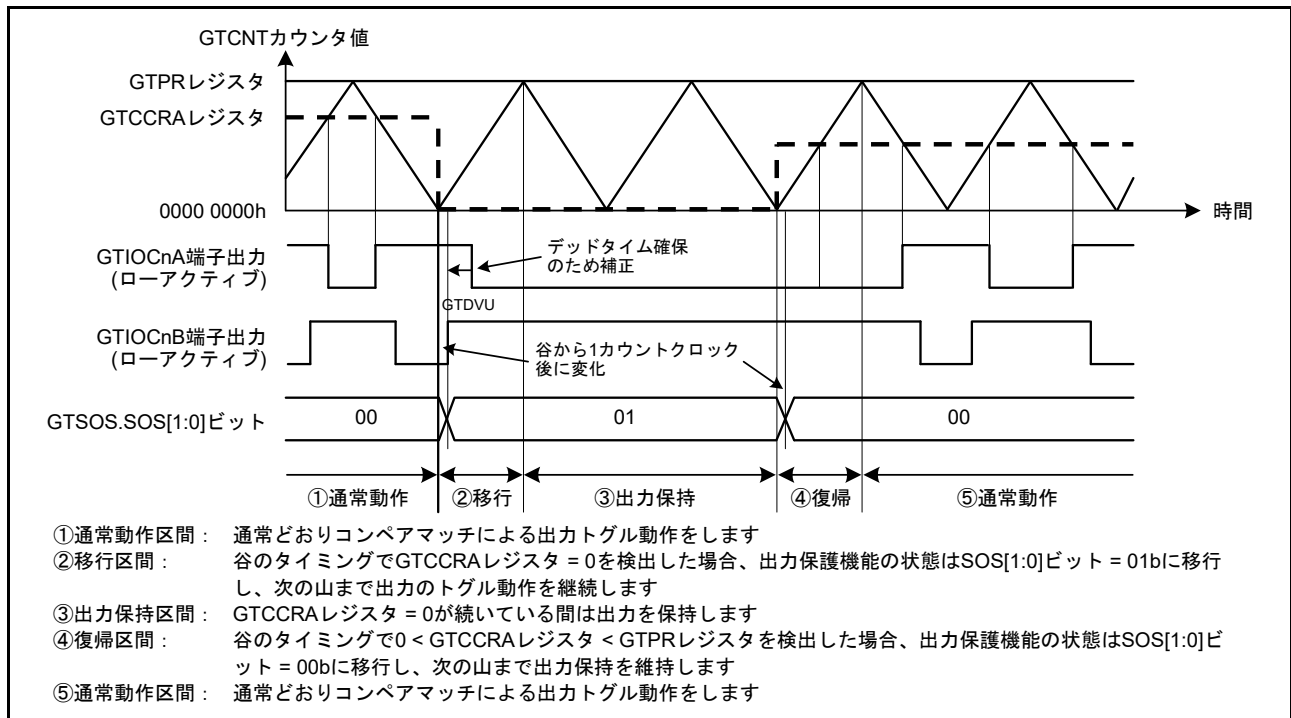 GTCNTカウンタ値
GTPRレジスタ
GTCCRAレジスタ
0000 0000h
時間
GTIOCnA端子出力
(ローアクティブ)
デッドタイム確保
のため補正
GTDVU
GTIOCnB端子出力
(ローアクティブ)
谷から1カウントクロック
後に変化
GTSOS.SOS[1:0]ビット
00
01
00
①通常動作
②移行
③出力保持
④復帰
⑤通常動作
①通常動作区間： 通常どおりコンペアマッチによる出力トグル動作をします
②移行区間： 谷のタイミングでGTCCRAレジスタ = 0を検出した場合、出力保護機能の状態はSOS[1:0]ビット = 01bに移行
し、次の山まで出力のトグル動作を継続します
③出力保持区間： GTCCRAレジスタ = 0が続いている間は出力を保持します
④復帰区間： 谷のタイミングで0 < GTCCRAレジスタ < GTPRレジスタを検出した場合、出力保護機能の状態はSOS[1:0]ビ
ット = 00bに移行し、次の山まで出力保持を維持します
⑤通常動作区間： 通常どおりコンペアマッチによる出力トグル動作をします